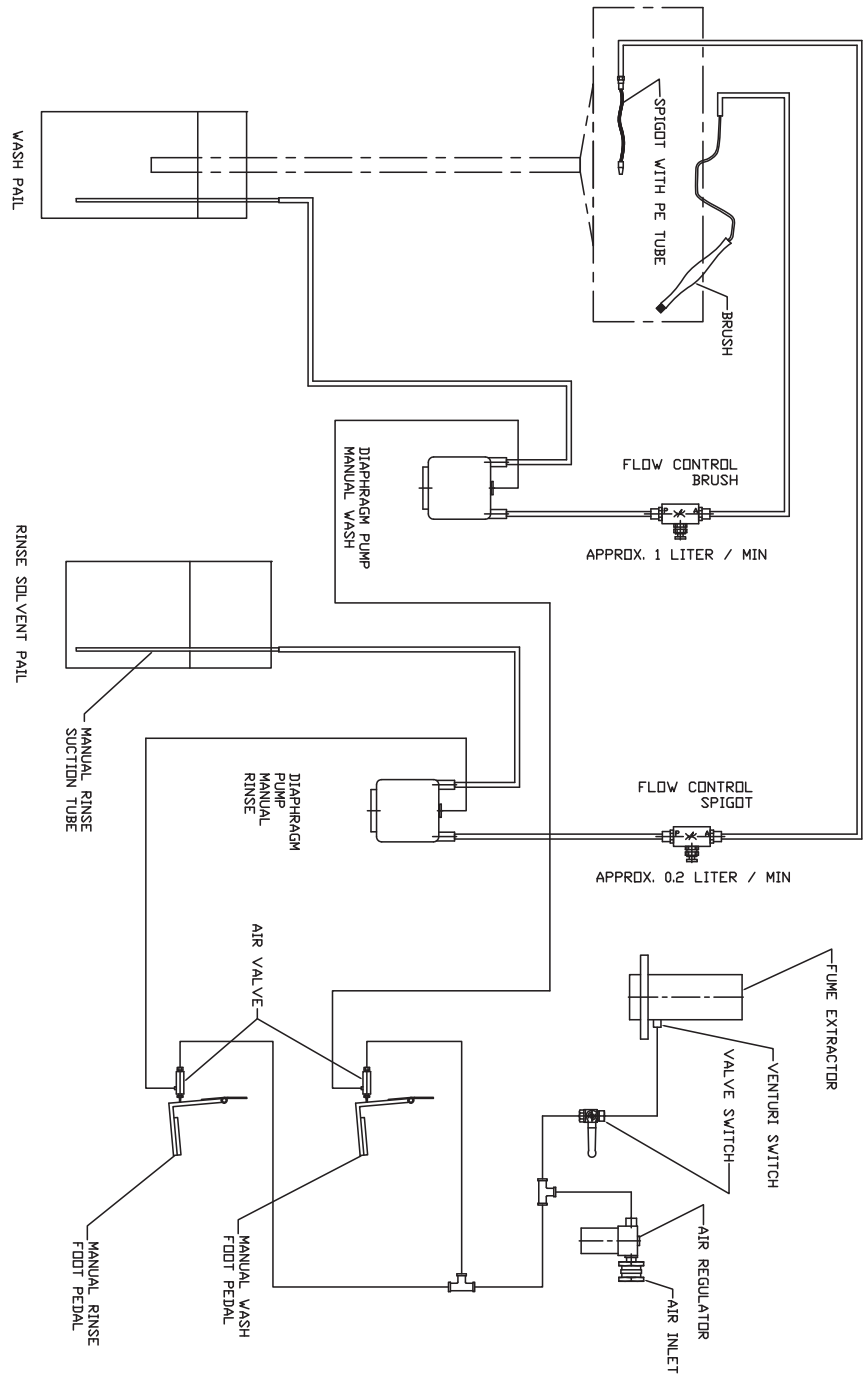 SPIGOT WITH PE TUBE
BRUSH
WASH PAIL
FLOW CONTROL
BRUSH
P
A
APPROX. 1 LITER / MIN
DIAPHRAGM PUMP
MANUAL WASH
RINSE SOLVENT PAIL
MANUAL RINSE
SUCTION TUBE
DIAPHRAGM
PUMP
MANUAL
RINSE
FLOW CONTROL
SPIGOT
P
A
APPROX. 0.2 LITER / MIN
AIR VALVE
FUME EXTRACTOR
VENTURI SWITCH
VALVE SWITCH
AIR REGULATOR
AIR INLET
MANUAL WASH
FOOT PEDAL
MANUAL RINSE
FOOT PEDAL